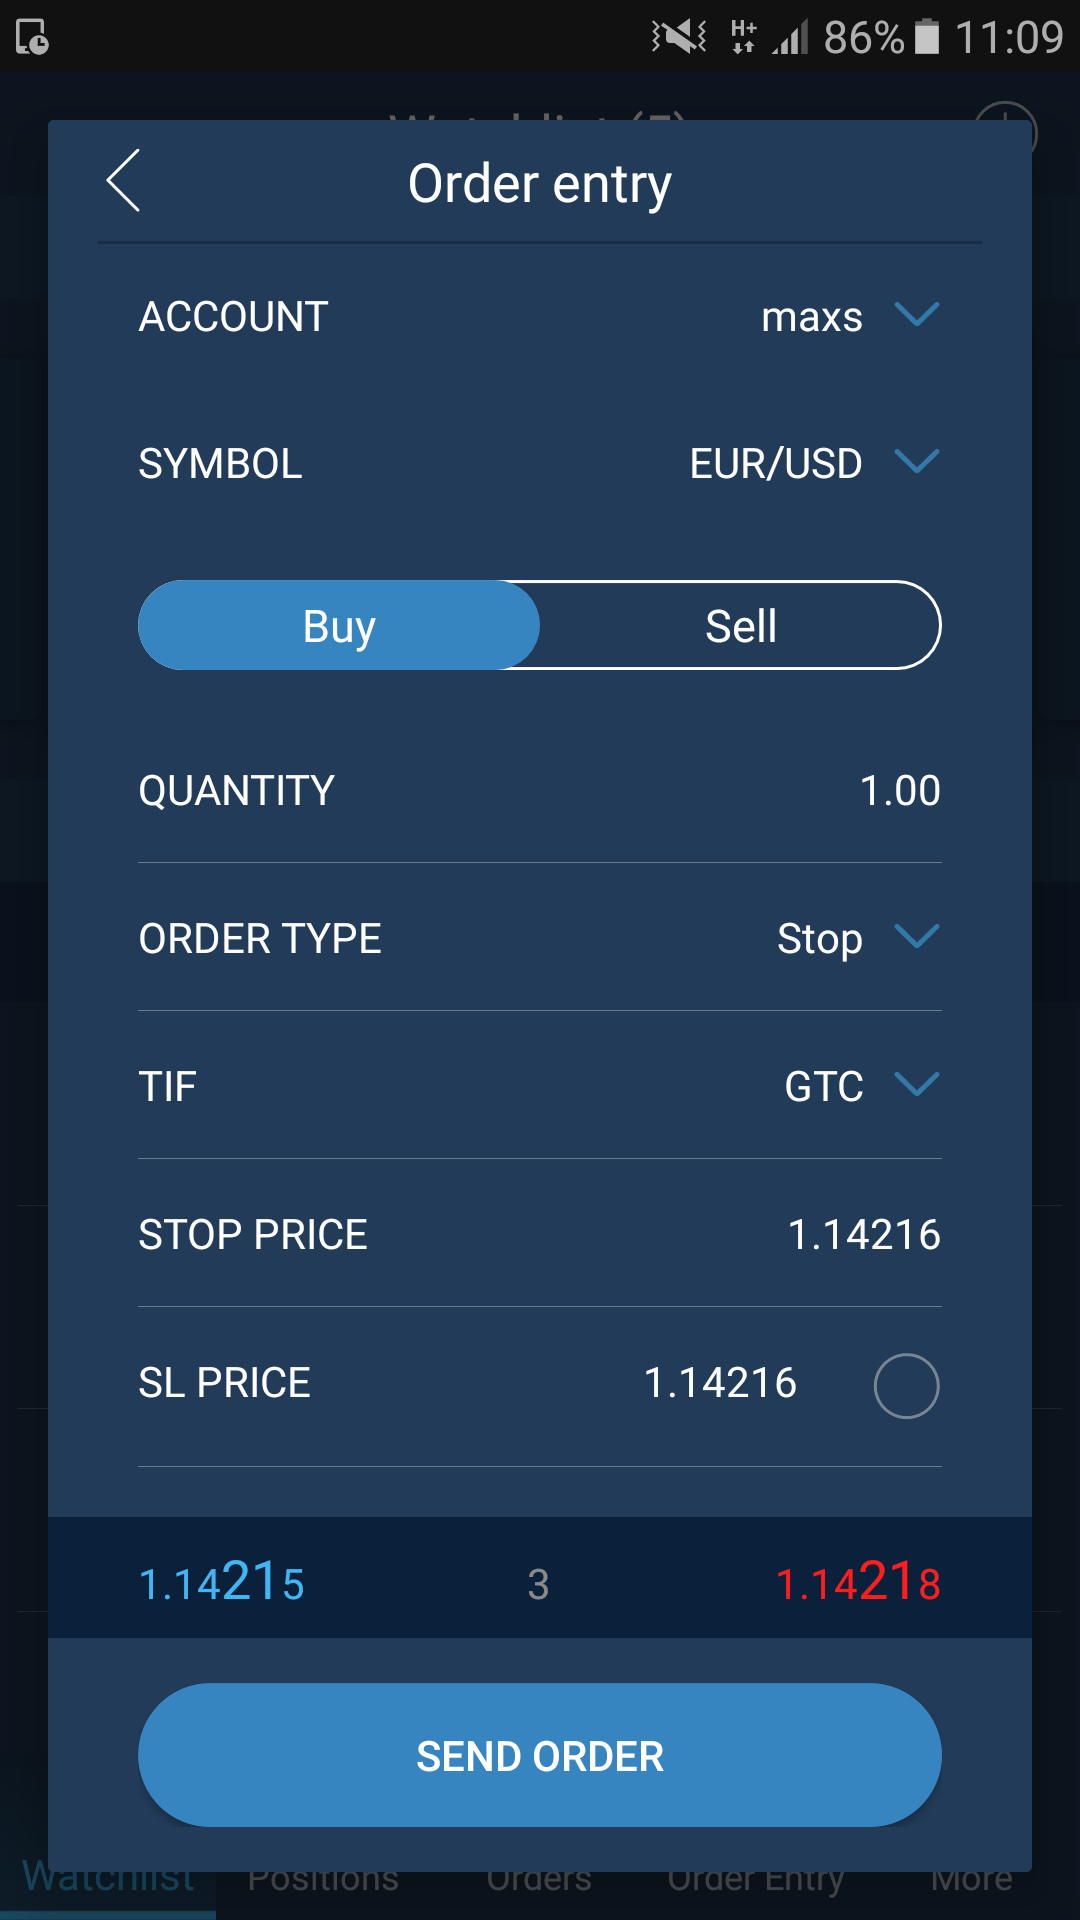 H+ 86% 11:09
Watchlist (5)
Order entry
ACCOUNT maxs
SYMBOL EUR/USD
Buy Sell
QUANTITY 1.00
ORDER TYPE Stop
TIF GTC
STOP PRICE 1.14216
SL PRICE 1.14216
1.14215 3 1.14218
SEND ORDER
Watchlist Positions Orders Order Entry More